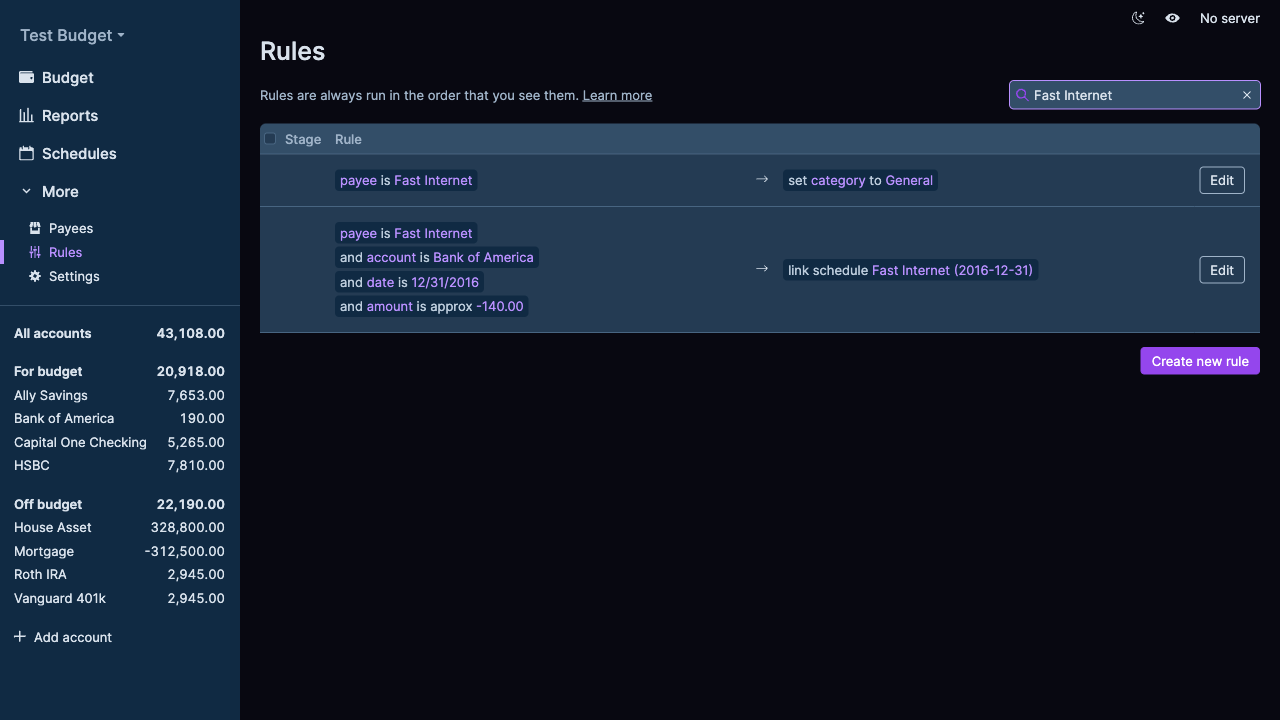 Test Budget
Budget
Reports
Schedules
More
Payees
Rules
Settings
All accounts 43,108.00
For budget 20,918.00
Ally Savings 7,653.00
Bank of America 190.00
Capital One Checking 5,265.00
HSBC 7,810.00
Off budget 22,190.00
House Asset 328,800.00
Mortgage -312,500.00
Roth IRA 2,945.00
Vanguard 401k 2,945.00
Add account
No server
Rules
Rules are always run in the order that you see them. Learn more
Fast Internet
Stage Rule
payee is Fast Internet → set category to General Edit
payee is Fast Internet
and account is Bank of America
→ link schedule Fast Internet (2016-12-31) Edit
and date is 12/31/2016
and amount is approx -140.00
Create new rule